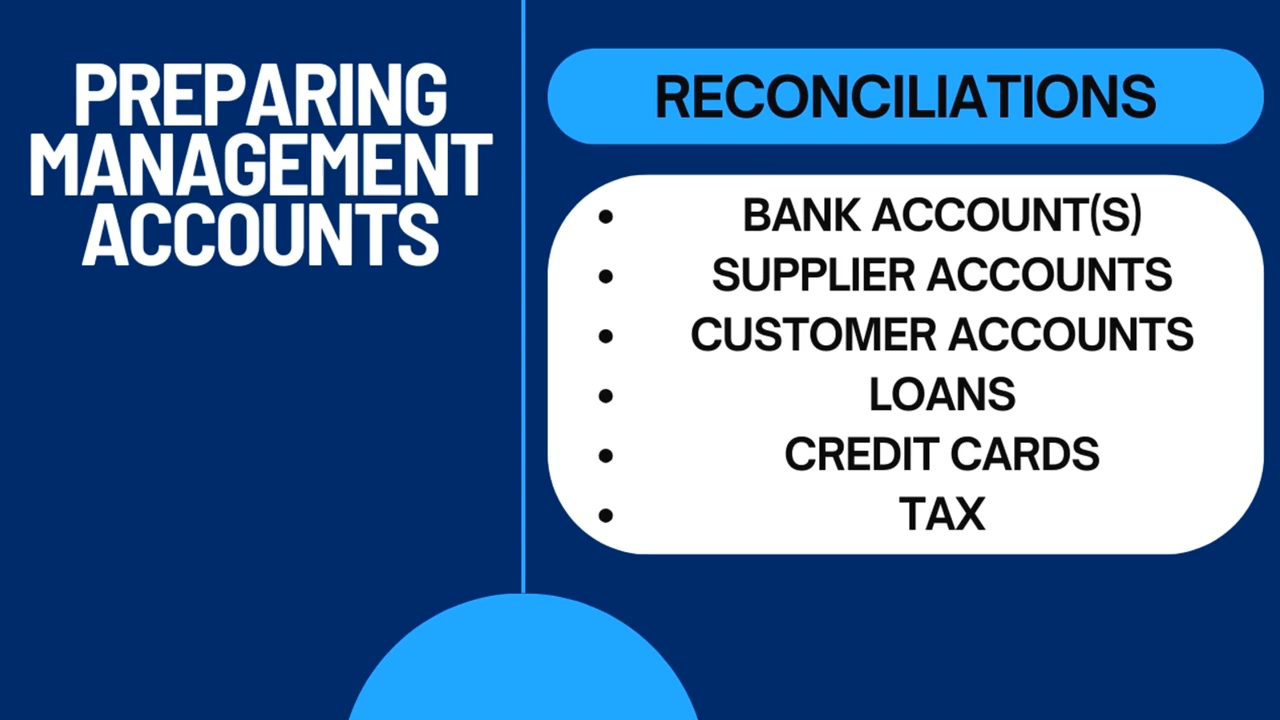 PREPARING
MANAGEMENT
ACCOUNTS
RECONCILIATIONS
• BANK ACCOUNT(S)
• SUPPLIER ACCOUNTS
• CUSTOMER ACCOUNTS
• LOANS
• CREDIT CARDS
• TAX